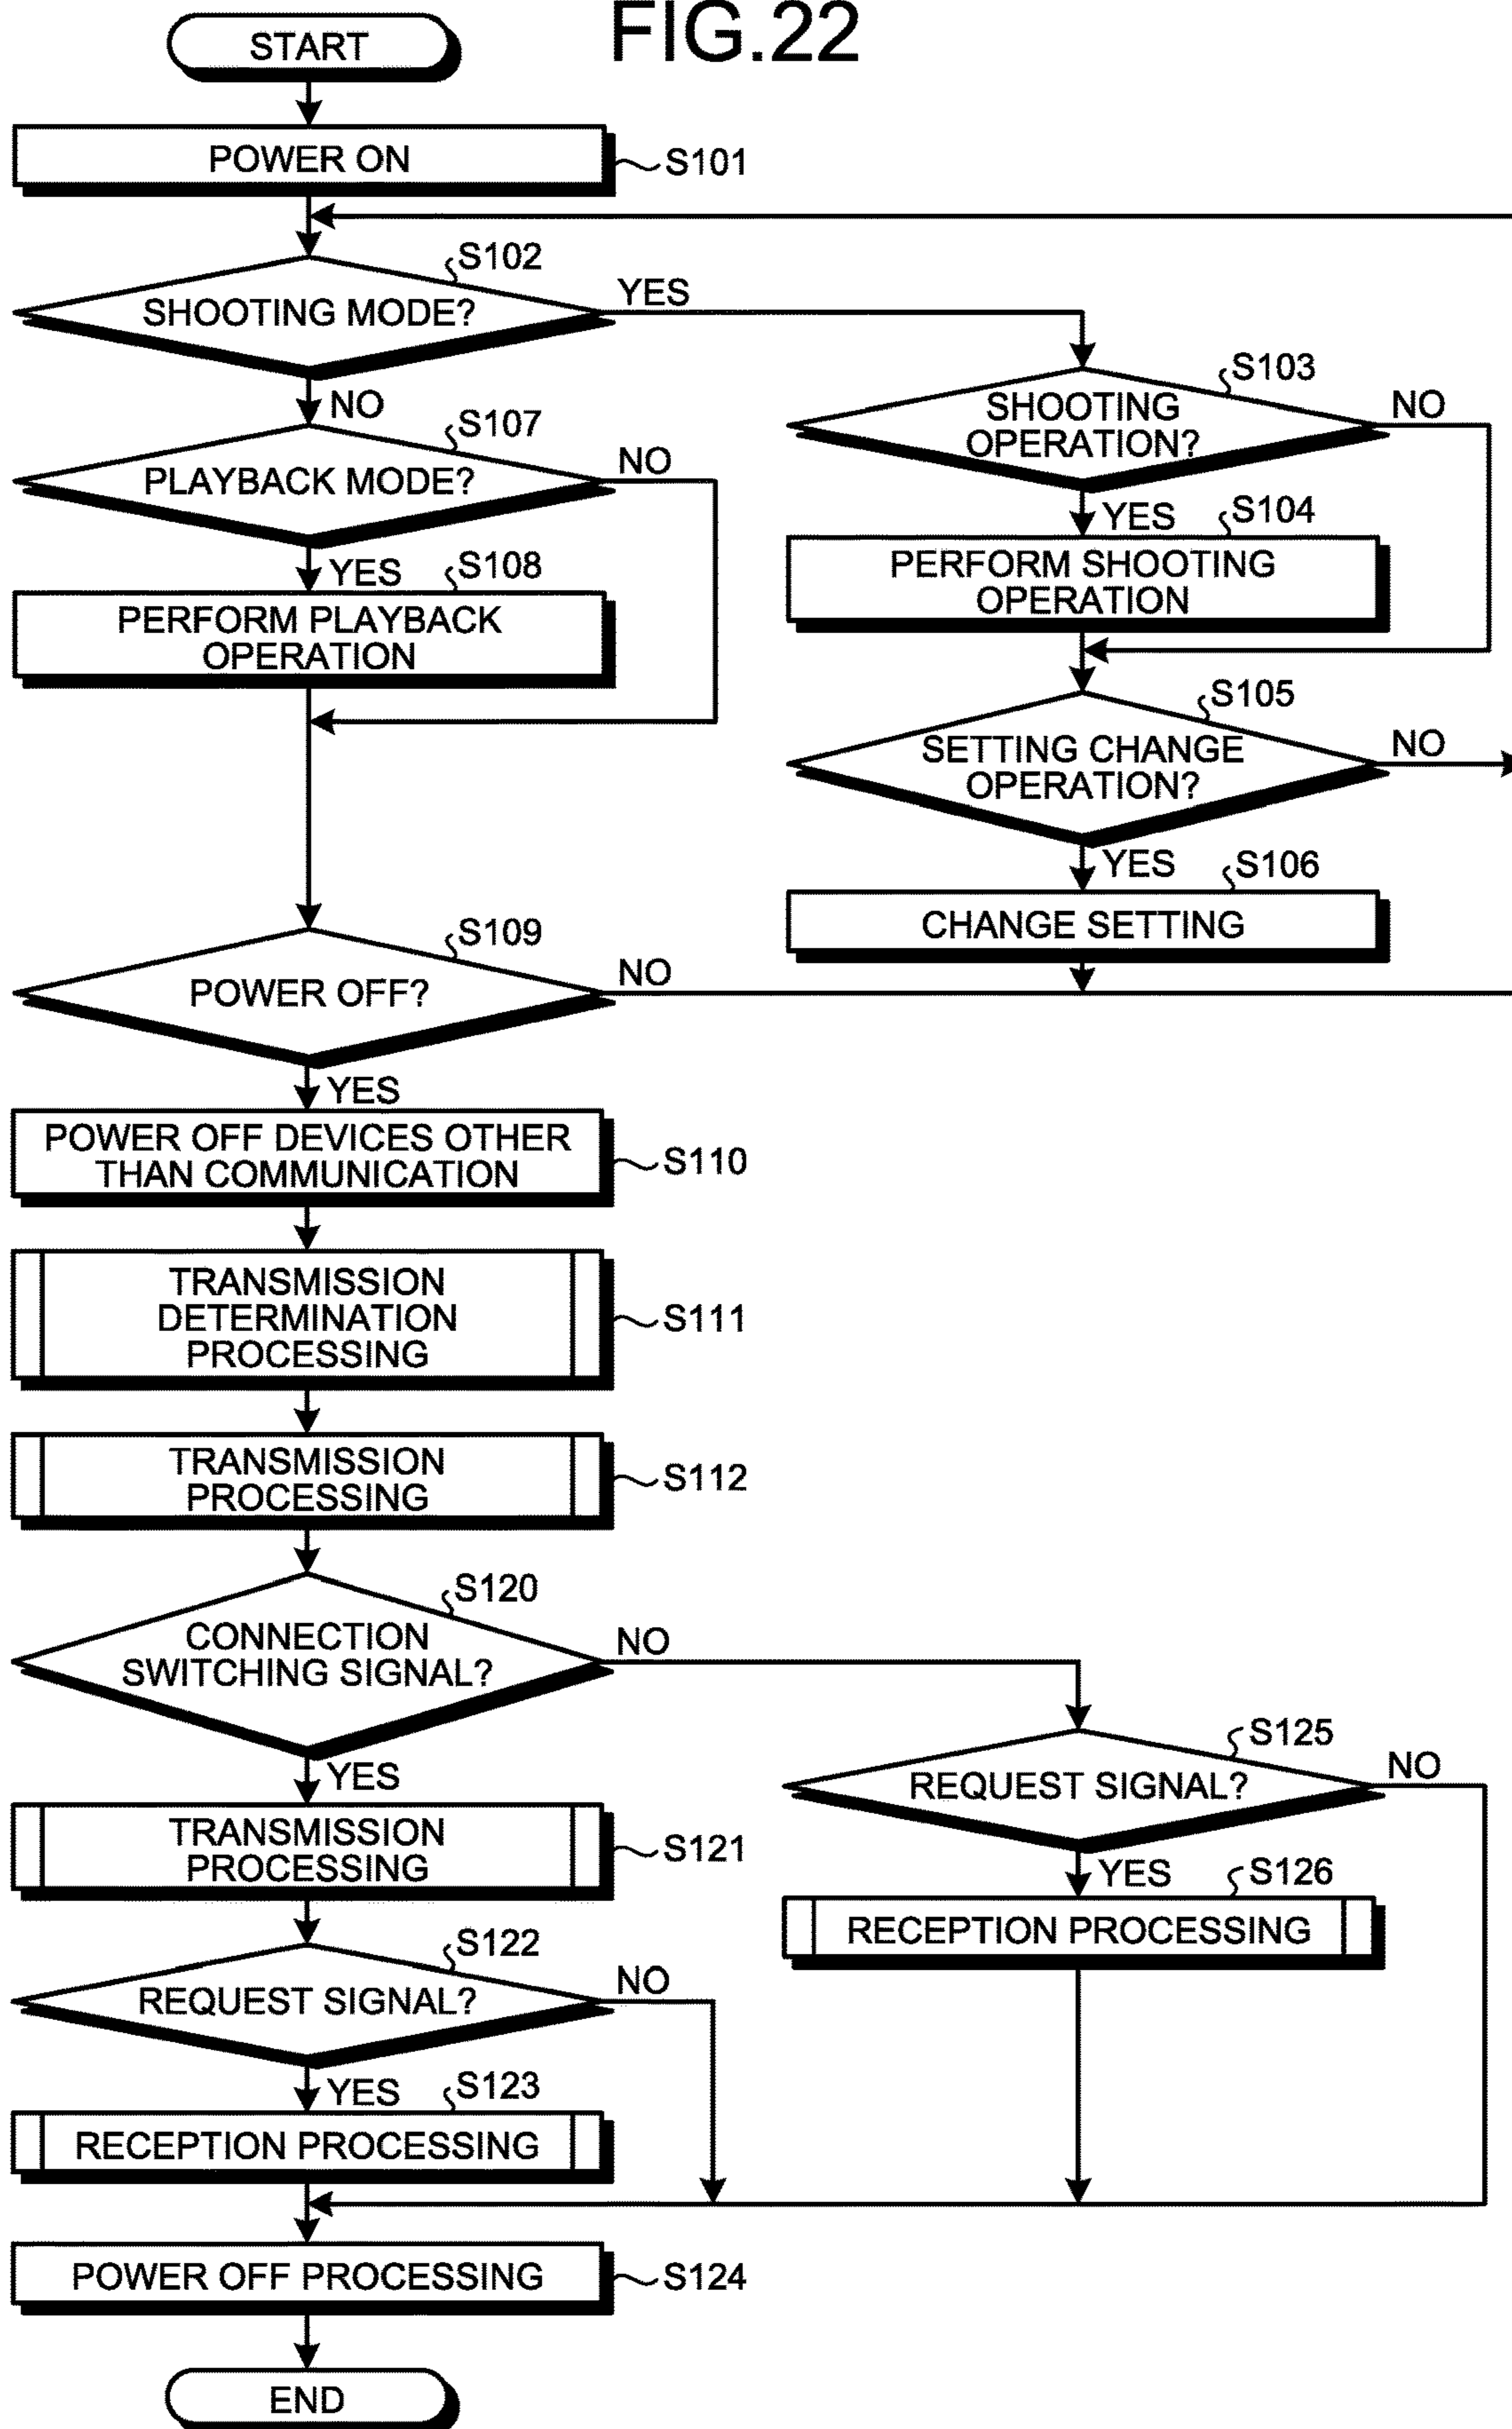 FIG.22
START
POWER ON
S101
S102
SHOOTING MODE?
YES
NO
S103
SHOOTING
OPERATION?
NO
YES
S104
PERFORM SHOOTING
OPERATION
S105
SETTING CHANGE
OPERATION?
NO
YES
S106
CHANGE SETTING
S107
PLAYBACK MODE?
NO
YES
S108
PERFORM PLAYBACK
OPERATION
S109
POWER OFF?
NO
YES
POWER OFF DEVICES OTHER
THAN COMMUNICATION
S110
TRANSMISSION
DETERMINATION
PROCESSING
S111
TRANSMISSION
PROCESSING
S112
S120
CONNECTION
SWITCHING SIGNAL?
NO
YES
S125
REQUEST SIGNAL?
NO
YES
S126
RECEPTION PROCESSING
TRANSMISSION
PROCESSING
S121
S122
REQUEST SIGNAL?
NO
YES
S123
RECEPTION PROCESSING
POWER OFF PROCESSING
S124
END